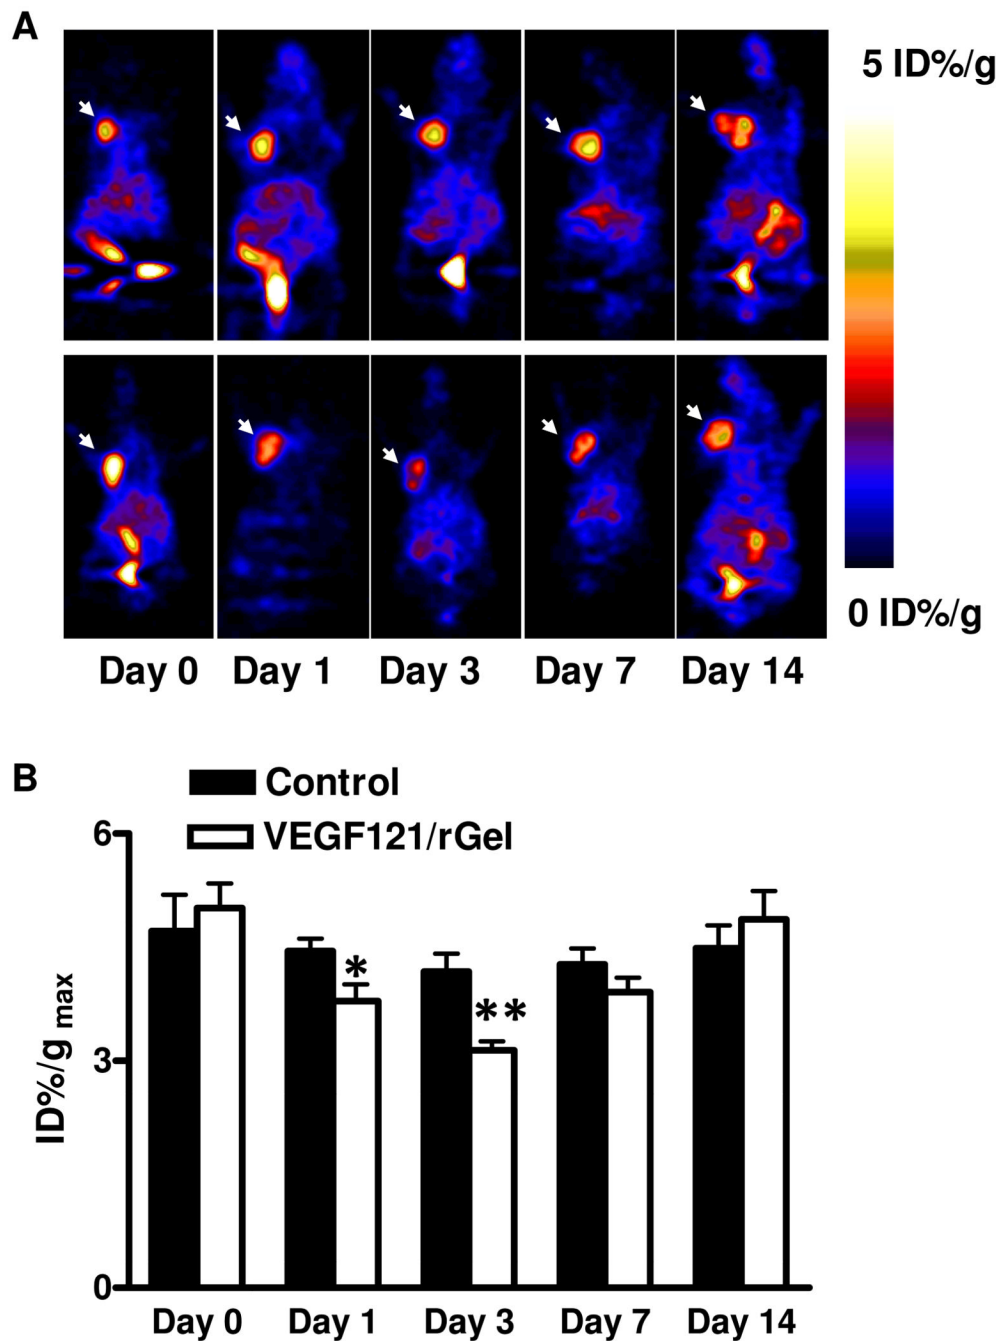 A
5 ID%/g
0 ID%/g
Day 0 Day 1 Day 3 Day 7 Day 14
B
Control
VEGF121/rGel
6
3
0
ID%/g max
*
**
Day 0 Day 1 Day 3 Day 7 Day 14